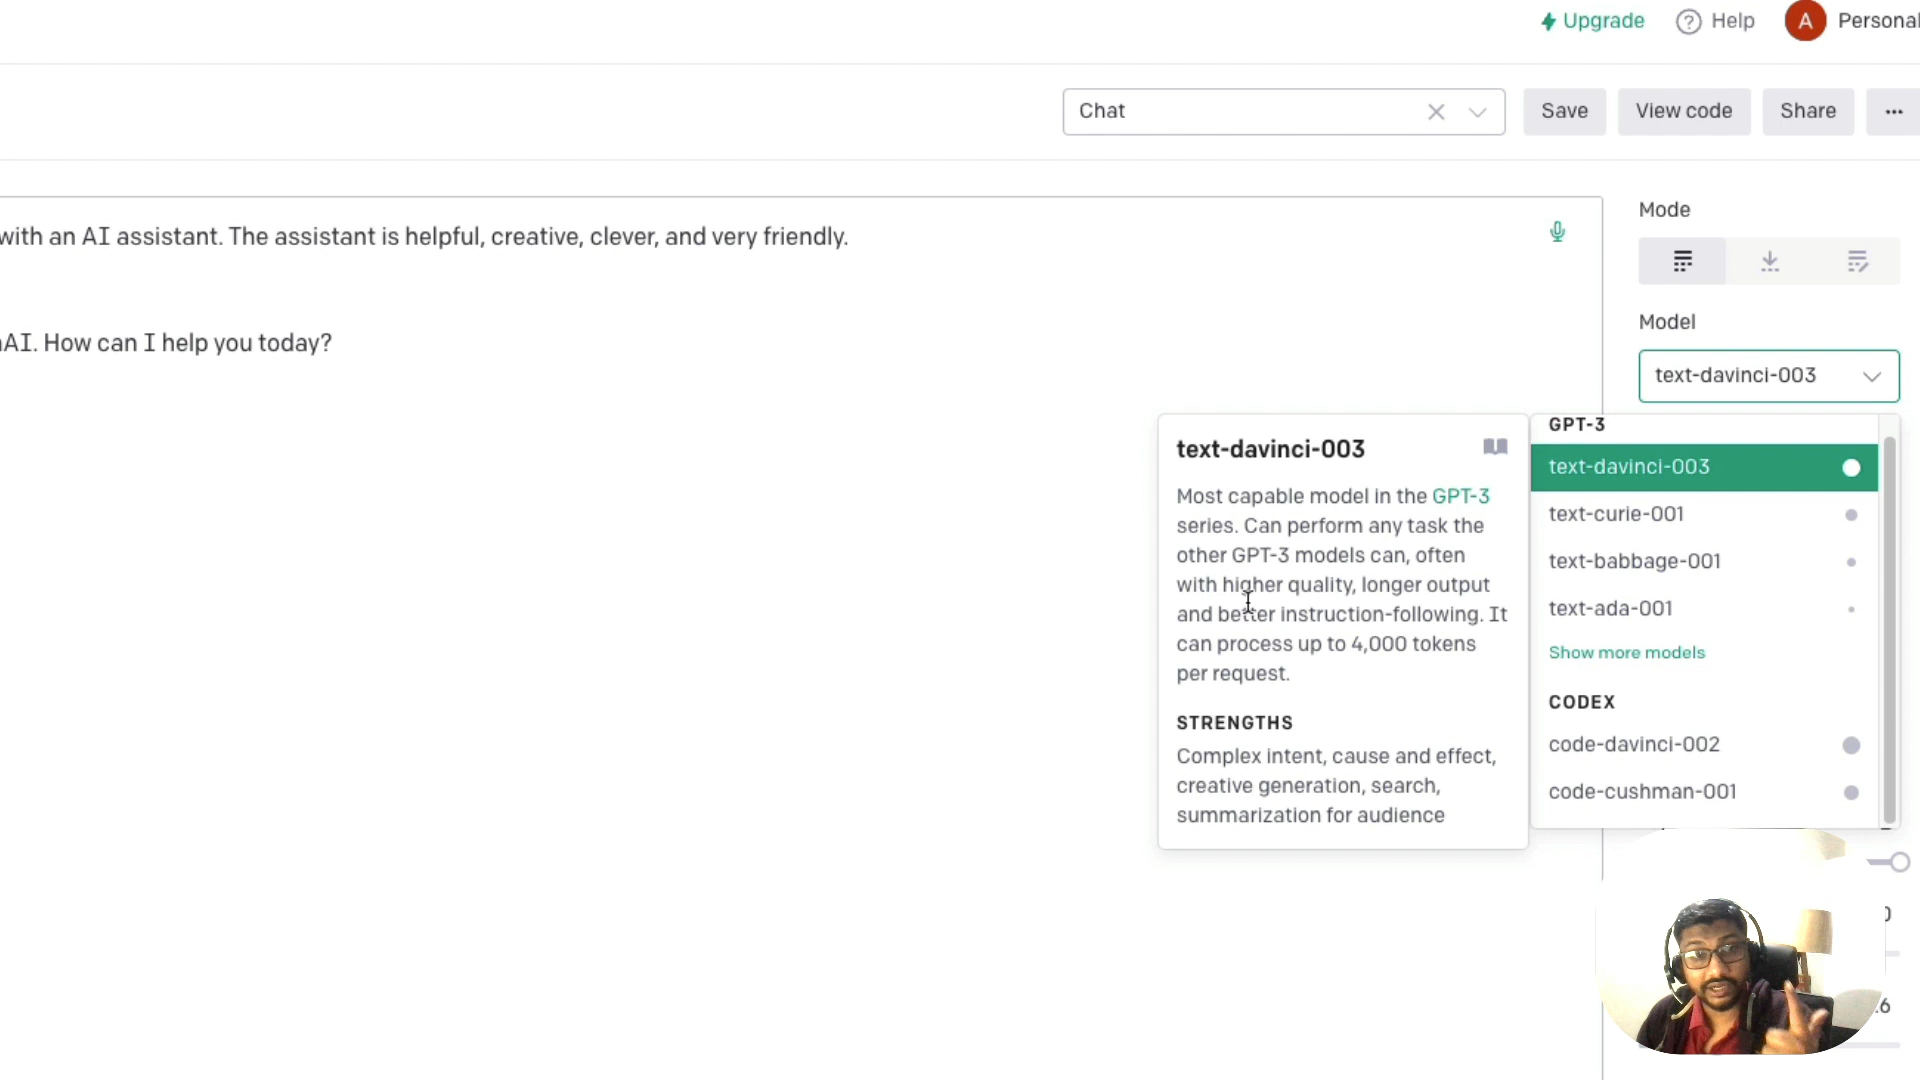 Upgrade
Help
A
Personal
Chat
Save
View code
Share
with an AI assistant. The assistant is helpful, creative, clever, and very friendly.
AI. How can I help you today?
Mode
Model
text-davinci-003
text-davinci-003
Most capable model in the GPT-3
series. Can perform any task the
other GPT-3 models can, often
with higher quality, longer output
and better instruction-following. It
can process up to 4,000 tokens
per request.
STRENGTHS
Complex intent, cause and effect,
creative generation, search,
summarization for audience
GPT-3
text-davinci-003
text-curie-001
text-babbage-001
text-ada-001
Show more models
CODEX
code-davinci-002
code-cushman-001